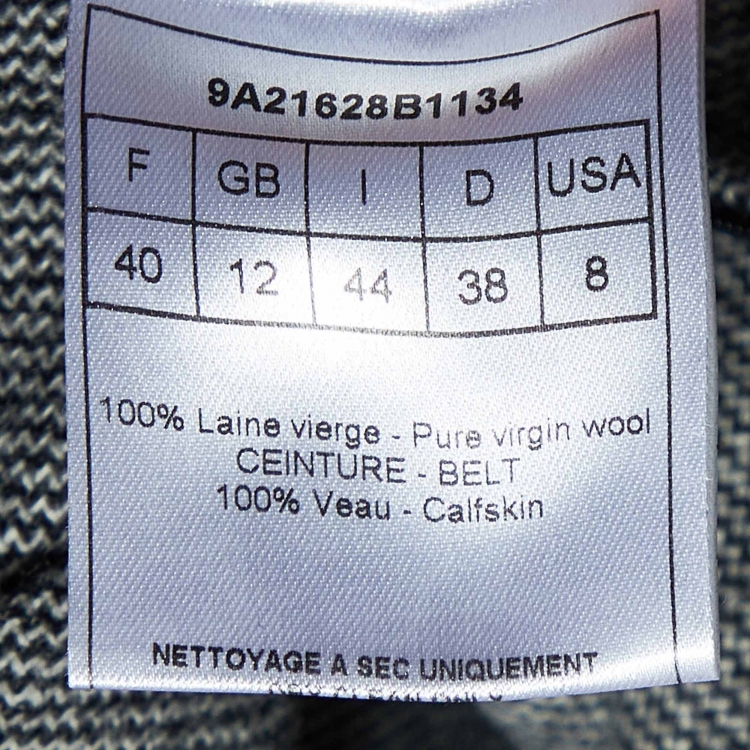 9A21628B1134
F GB I D USA
40 12 44 38 8
100% Laine vierge - Pure virgin wool
CEINTURE - BELT
100% Veau - Calfskin
NETTOYAGE A SEC UNIQUEMENT